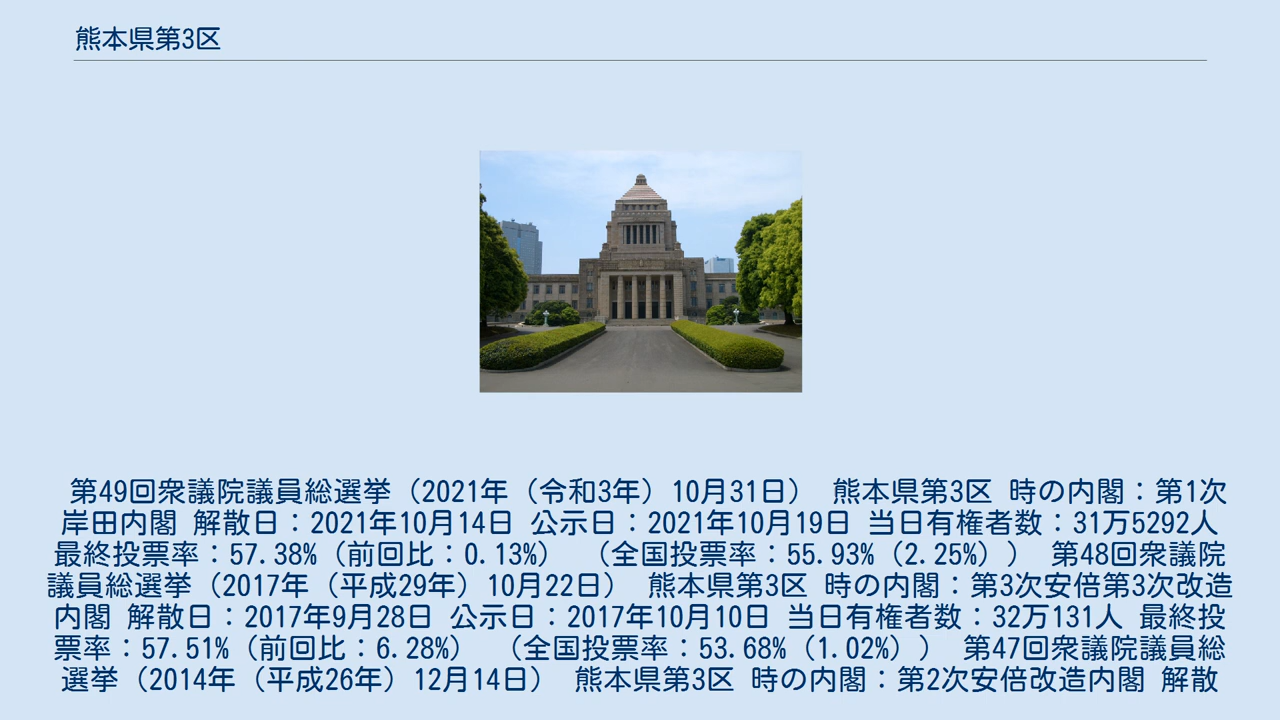 熊本県第3区
第49回衆議院議員総選挙（2021年（令和3年）10月31日） 熊本県第3区 時の内閣：第1次
岸田内閣 解散日：2021年10月14日 公示日：2021年10月19日 当日有権者数：31万5292人
最終投票率：57.38%（前回比：0.13%） （全国投票率：55.93%（2.25%）） 第48回衆議院
議員総選挙（2017年（平成29年）10月22日） 熊本県第3区 時の内閣：第3次安倍第3次改造
内閣 解散日：2017年9月28日 公示日：2017年10月10日 当日有権者数：32万131人 最終投
票率：57.51%（前回比：6.28%） （全国投票率：53.68%（1.02%）） 第47回衆議院議員総
選挙（2014年（平成26年）12月14日） 熊本県第3区 時の内閣：第2次安倍改造内閣 解散